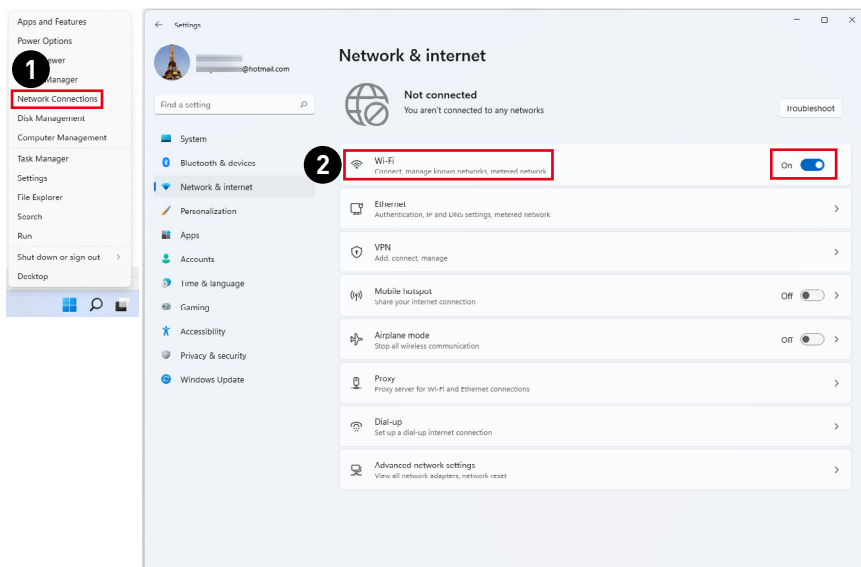 Apps and Features
Power Options
ewer
Manager
1
Network Connections
Disk Management
Computer Management
Task Manager
Settings
File Explorer
Search
Run
Shut down or sign out
Desktop
Settings
@hotmail.com
Find a setting
System
Bluetooth & devices
Network & internet
Personalization
Apps
Accounts
Time & language
Gaming
Accessibility
Privacy & security
Windows Update
Network & internet
Not connected
You aren't connected to any networks
Troubleshoot
2
Wi-Fi
Connect, manage known networks, metered network
On
Ethernet
Authentication, IP and DNS settings, metered network
VPN
Add, connect, manage
Mobile hotspot
Share your internet connection
Off
Airplane mode
Stop all wireless communication
Off
Proxy
Proxy server for Wi-Fi and Ethernet connections
Dial-up
Set up a dial-up internet connection
Advanced network settings
View all network adapters, network reset